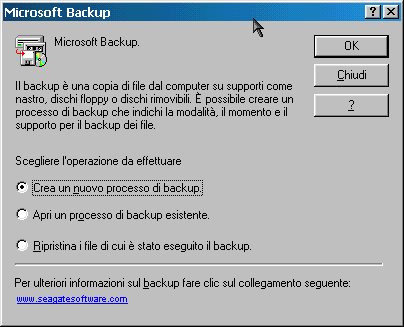 Microsoft Backup
Microsoft Backup.
OK
Chiudi
?
Il backup è una copia di file dal computer su supporti come
nastro, dischi floppy o dischi rimovibili. È possibile creare un
processo di backup che indichi la modalità, il momento e il
supporto per il backup dei file.
Scegliere l'operazione da effettuare
Crea un nuovo processo di backup.
Apri un processo di backup esistente.
Ripristina i file di cui è stato eseguito il backup.
Per ulteriori informazioni sul backup fare clic sul collegamento seguente:
www.seagatesoftware.com